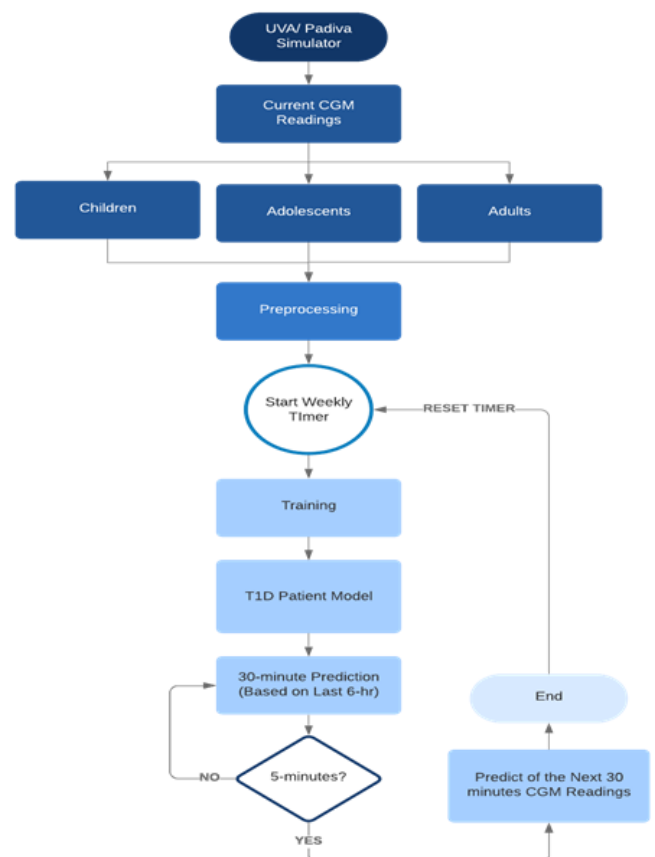 UVA/ Padiva
Simulator
Current CGM
Readings
Children
Adolescents
Adults
Preprocessing
Start Weekly
TImer
RESET TIMER
Training
T1D Patient Model
30-minute Prediction
(Based on Last 6-hr)
End
5-minutes?
NO
Predict of the Next 30
minutes CGM Readings
YES